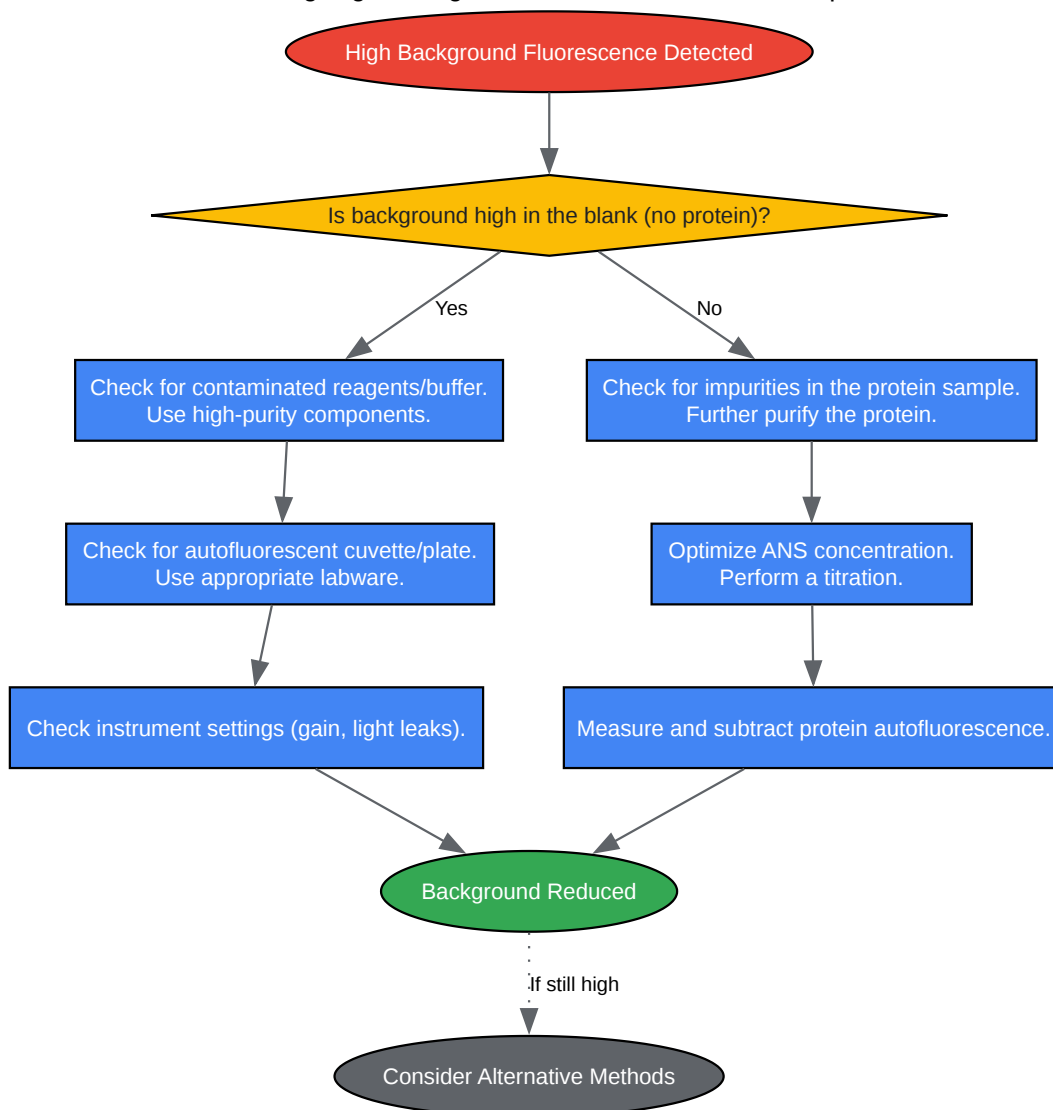 High Background Fluorescence Detected
Is background high in the blank (no protein)?
Yes
No
Check for contaminated reagents/buffer.
Use high-purity components.
Check for impurities in the protein sample.
Further purify the protein.
Check for autofluorescent cuvette/plate.
Use appropriate labware.
Optimize ANS concentration.
Perform a titration.
Check instrument settings (gain, light leaks).
Measure and subtract protein autofluorescence.
Background Reduced
If still high
Consider Alternative Methods